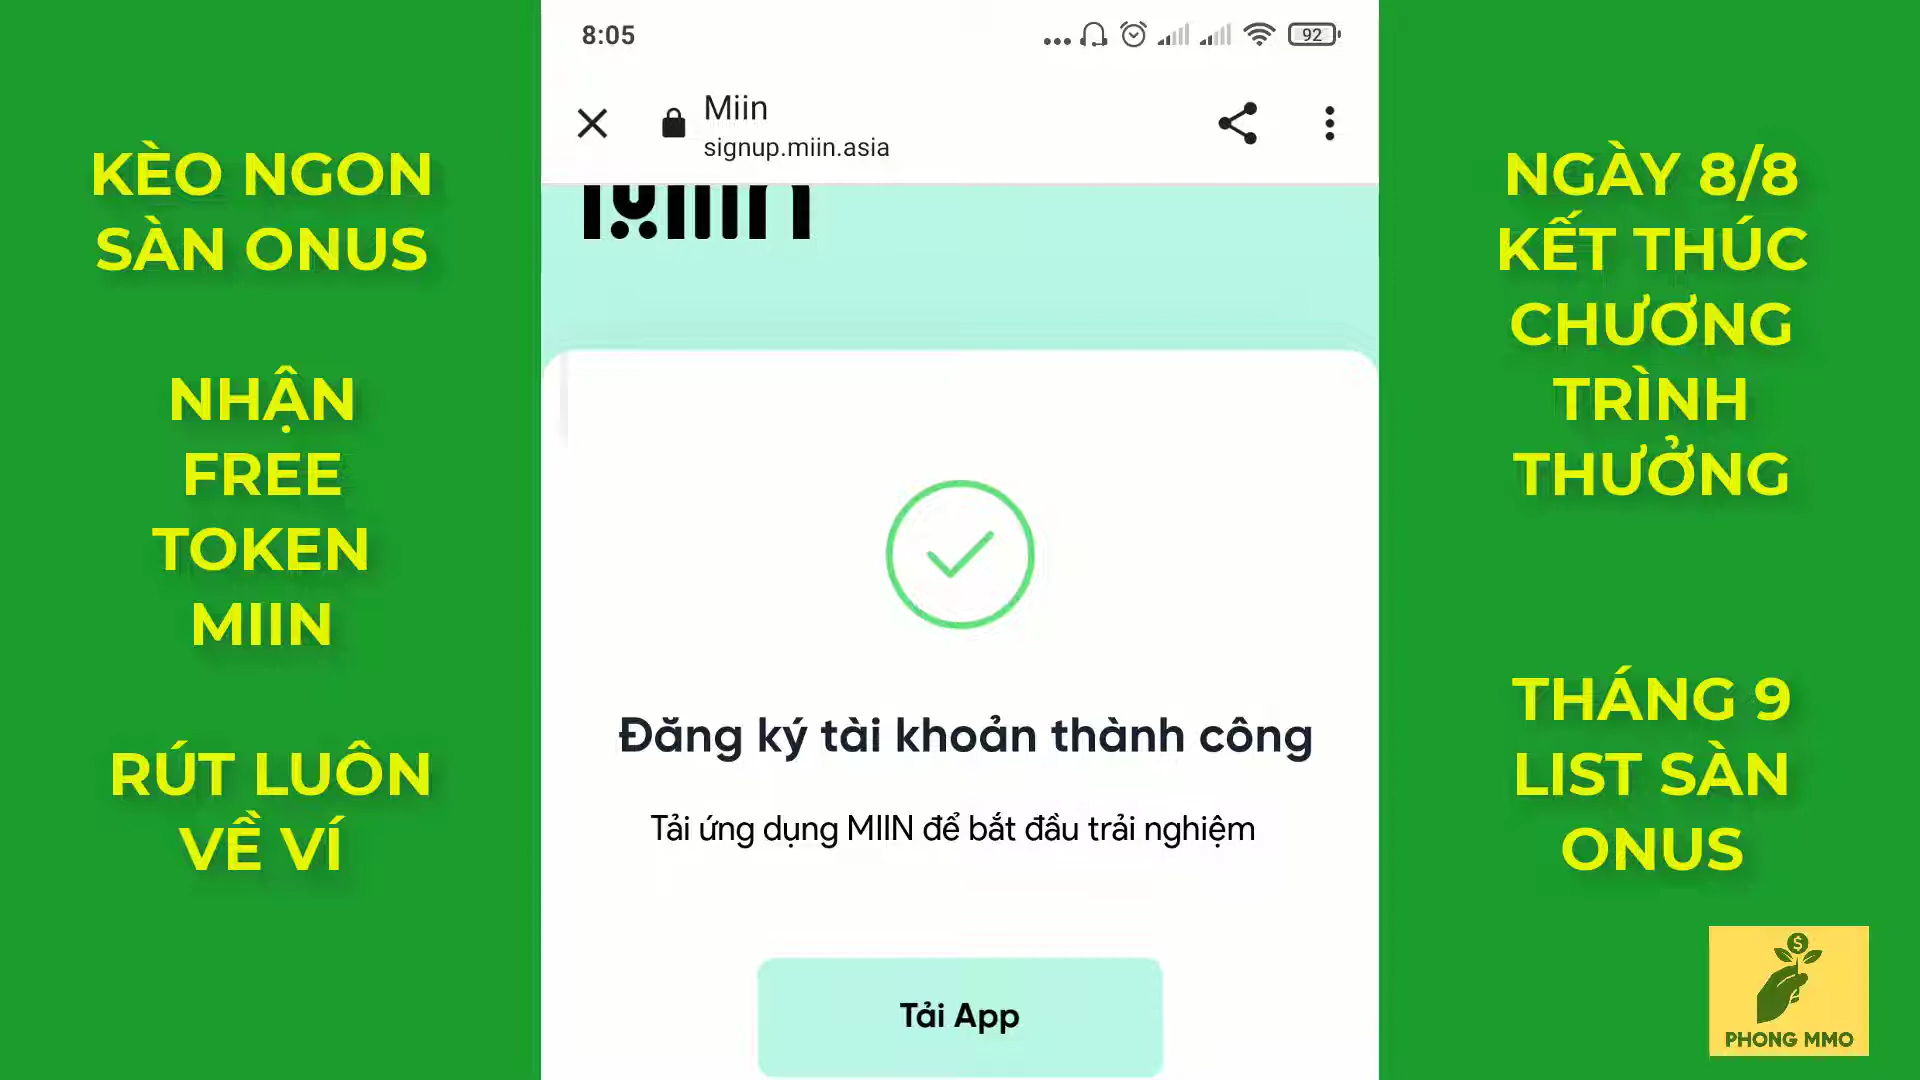 KÈO NGON
SÀN ONUS
NHẬN
FREE
TOKEN
MIIN
RÚT LUÔN
VỀ VÍ
8:05
92
Miin
signup.miin.asia
Miin
Đăng ký tài khoản thành công
Tải ứng dụng MIIN để bắt đầu trải nghiệm
Tải App
NGÀY 8/8
KẾT THÚC
CHƯƠNG
TRÌNH
THƯỞNG
THÁNG 9
LIST SÀN
ONUS
$
PHONG MMO